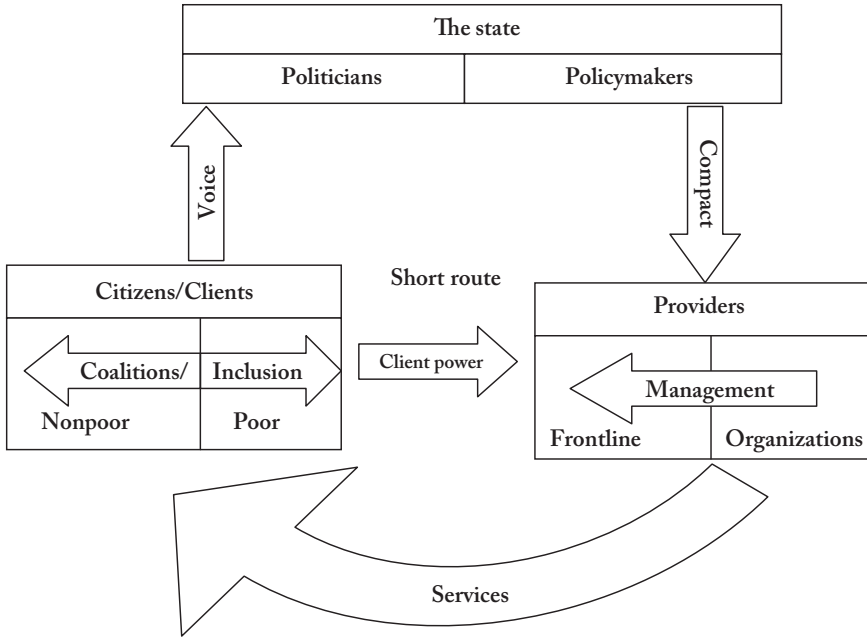 The state
Politicians
Policymakers
Voice
Compact
Citizens/Clients
Short route
Providers
Coalitions/
Inclusion
Client power
Management
Nonpoor
Poor
Frontline
Organizations
Services